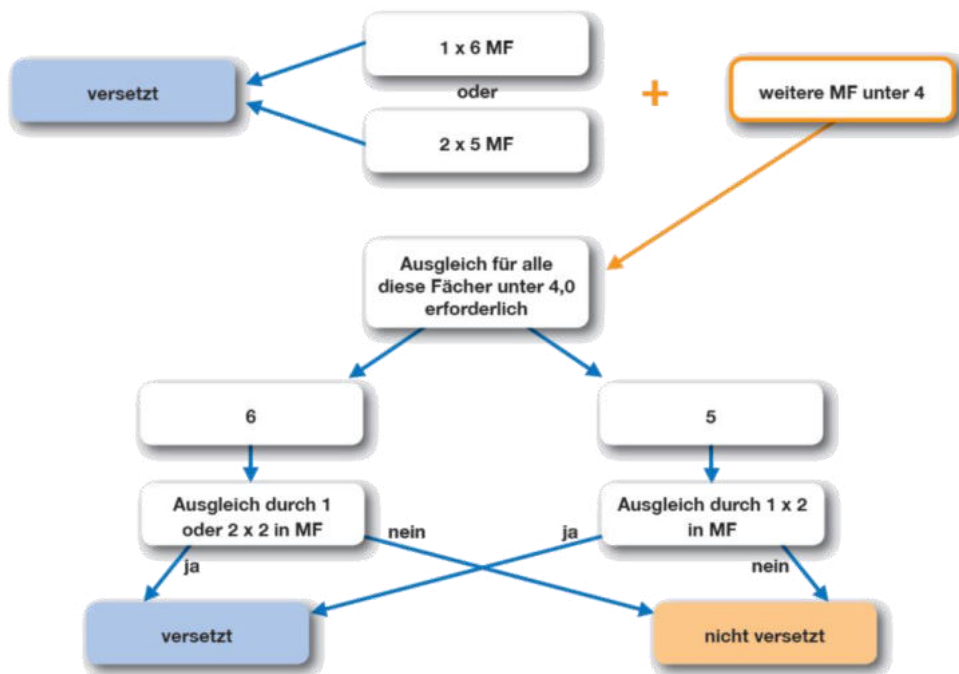 1 x 6 MF
versetzt
oder
+
weitere MF unter 4
2 x 5 MF
Ausgleich für alle
diese Fächer unter 4,0
erforderlich
6
5
Ausgleich durch 1
oder 2 x 2 in MF
Ausgleich durch 1 x 2
in MF
nein
ja
ja
nein
versetzt
nicht versetzt